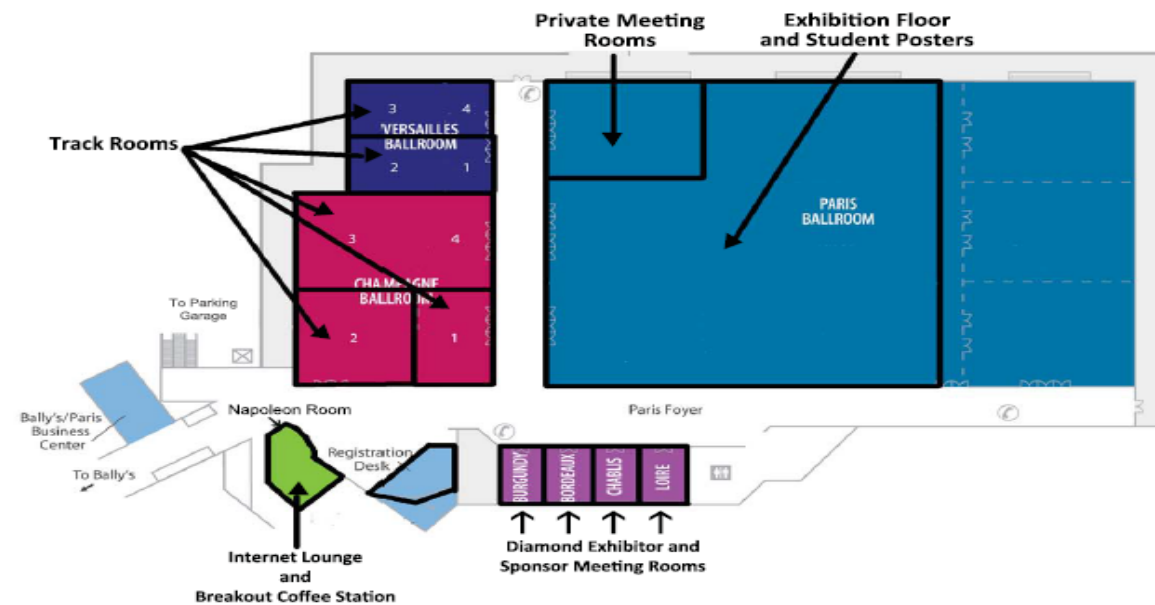 Private Meeting
Rooms
Exhibition Floor
and Student Posters
Track Rooms
3 4
VERSAILLES
BALLROOM
2 1
PARIS
BALLROOM
3 4
CHAMPAGNE
BALLROOM
2 1
To Parking
Garage
Bally's/Paris
Business
Center
To Bally's
Napoleon Room
Registration
Desk
Paris Foyer
BURGUNDY
BORDEAUX
CHABLIS
LOIRE
Internet Lounge
and
Breakout Coffee Station
Diamond Exhibitor and
Sponsor Meeting Rooms